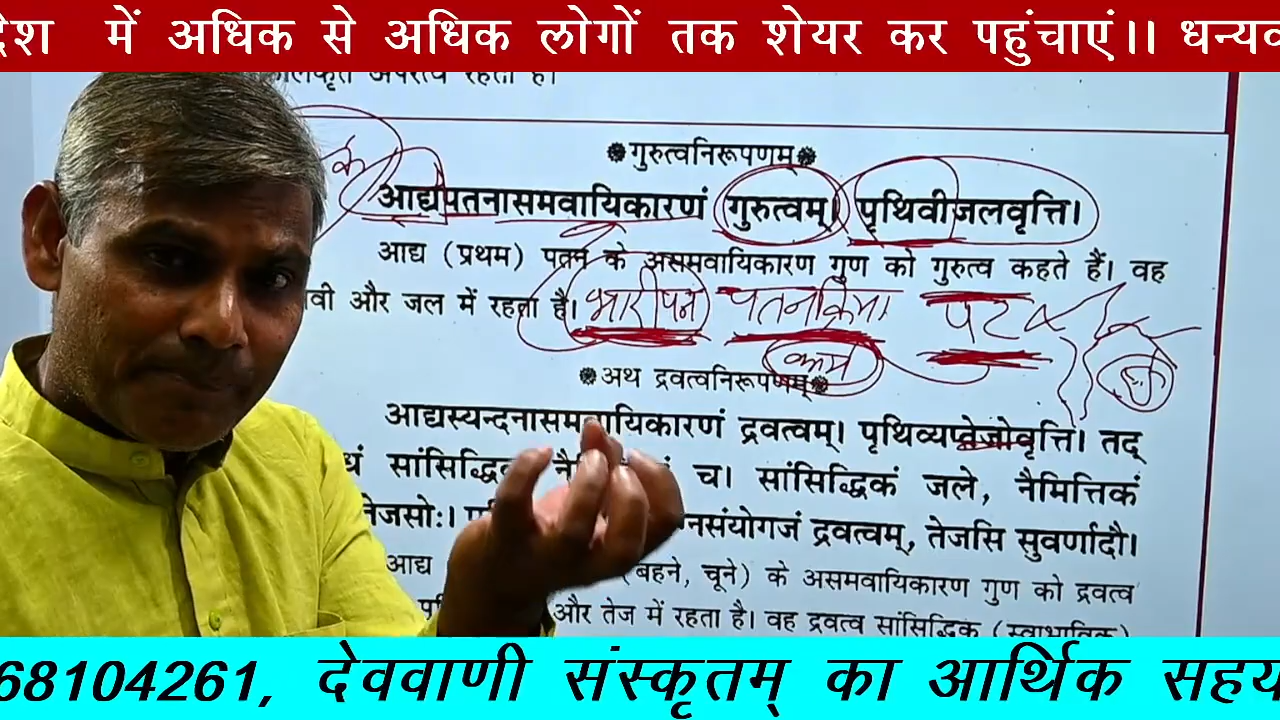 देश में अधिक से अधिक लोगों तक शेयर कर पहुंचाएं।। धन्यव
रहता है।
गुरुत्वनिरूपणम्
आद्यपतनासमवायिकारणं गुरुत्वम्। पृथिवीजलवृत्ति।
आद्य (प्रथम) पतन के असमवायिकारण गुण को गुरुत्व कहते हैं। वह
वी और जल में रहता है।
भारीपन पतनक्रिया
अथ द्रवत्वनिरूपणम्
आद्यस्यन्दनासमवायिकारणं द्रवत्वम्। पृथिव्यप्तेजोवृत्ति। तद्
सांसिद्धिकं च। सांसिद्धिकं जले, नैमित्तिकं
तेजसोः। नसंयोगजं द्रवत्वम्, तेजसि सुवर्णादौ।
आद्य (बहने, चूने) के असमवायिकारण गुण को द्रवत्व
और तेज में रहता है। वह द्रवत्व सांसिद्धिक (स्वाभाविक)
68104261, देववाणी संस्कृतम् का आर्थिक सहय